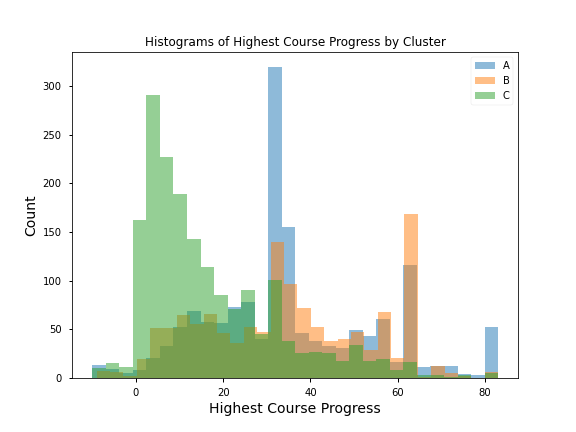 Histograms of Highest Course Progress by Cluster
A
B
C
300
250
200
150
100
50
0
Count
0 20 40 60 80
Highest Course Progress